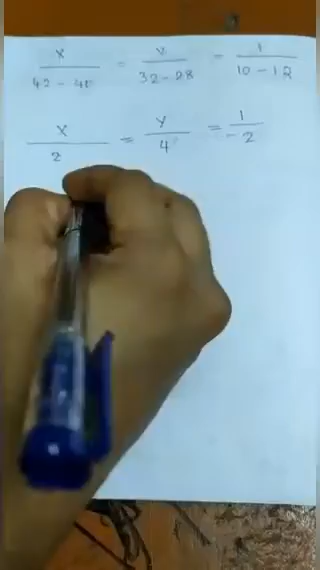 x/42-40 = y/32-28 = 1/10-12
x/2 = y/4 = 1/-2